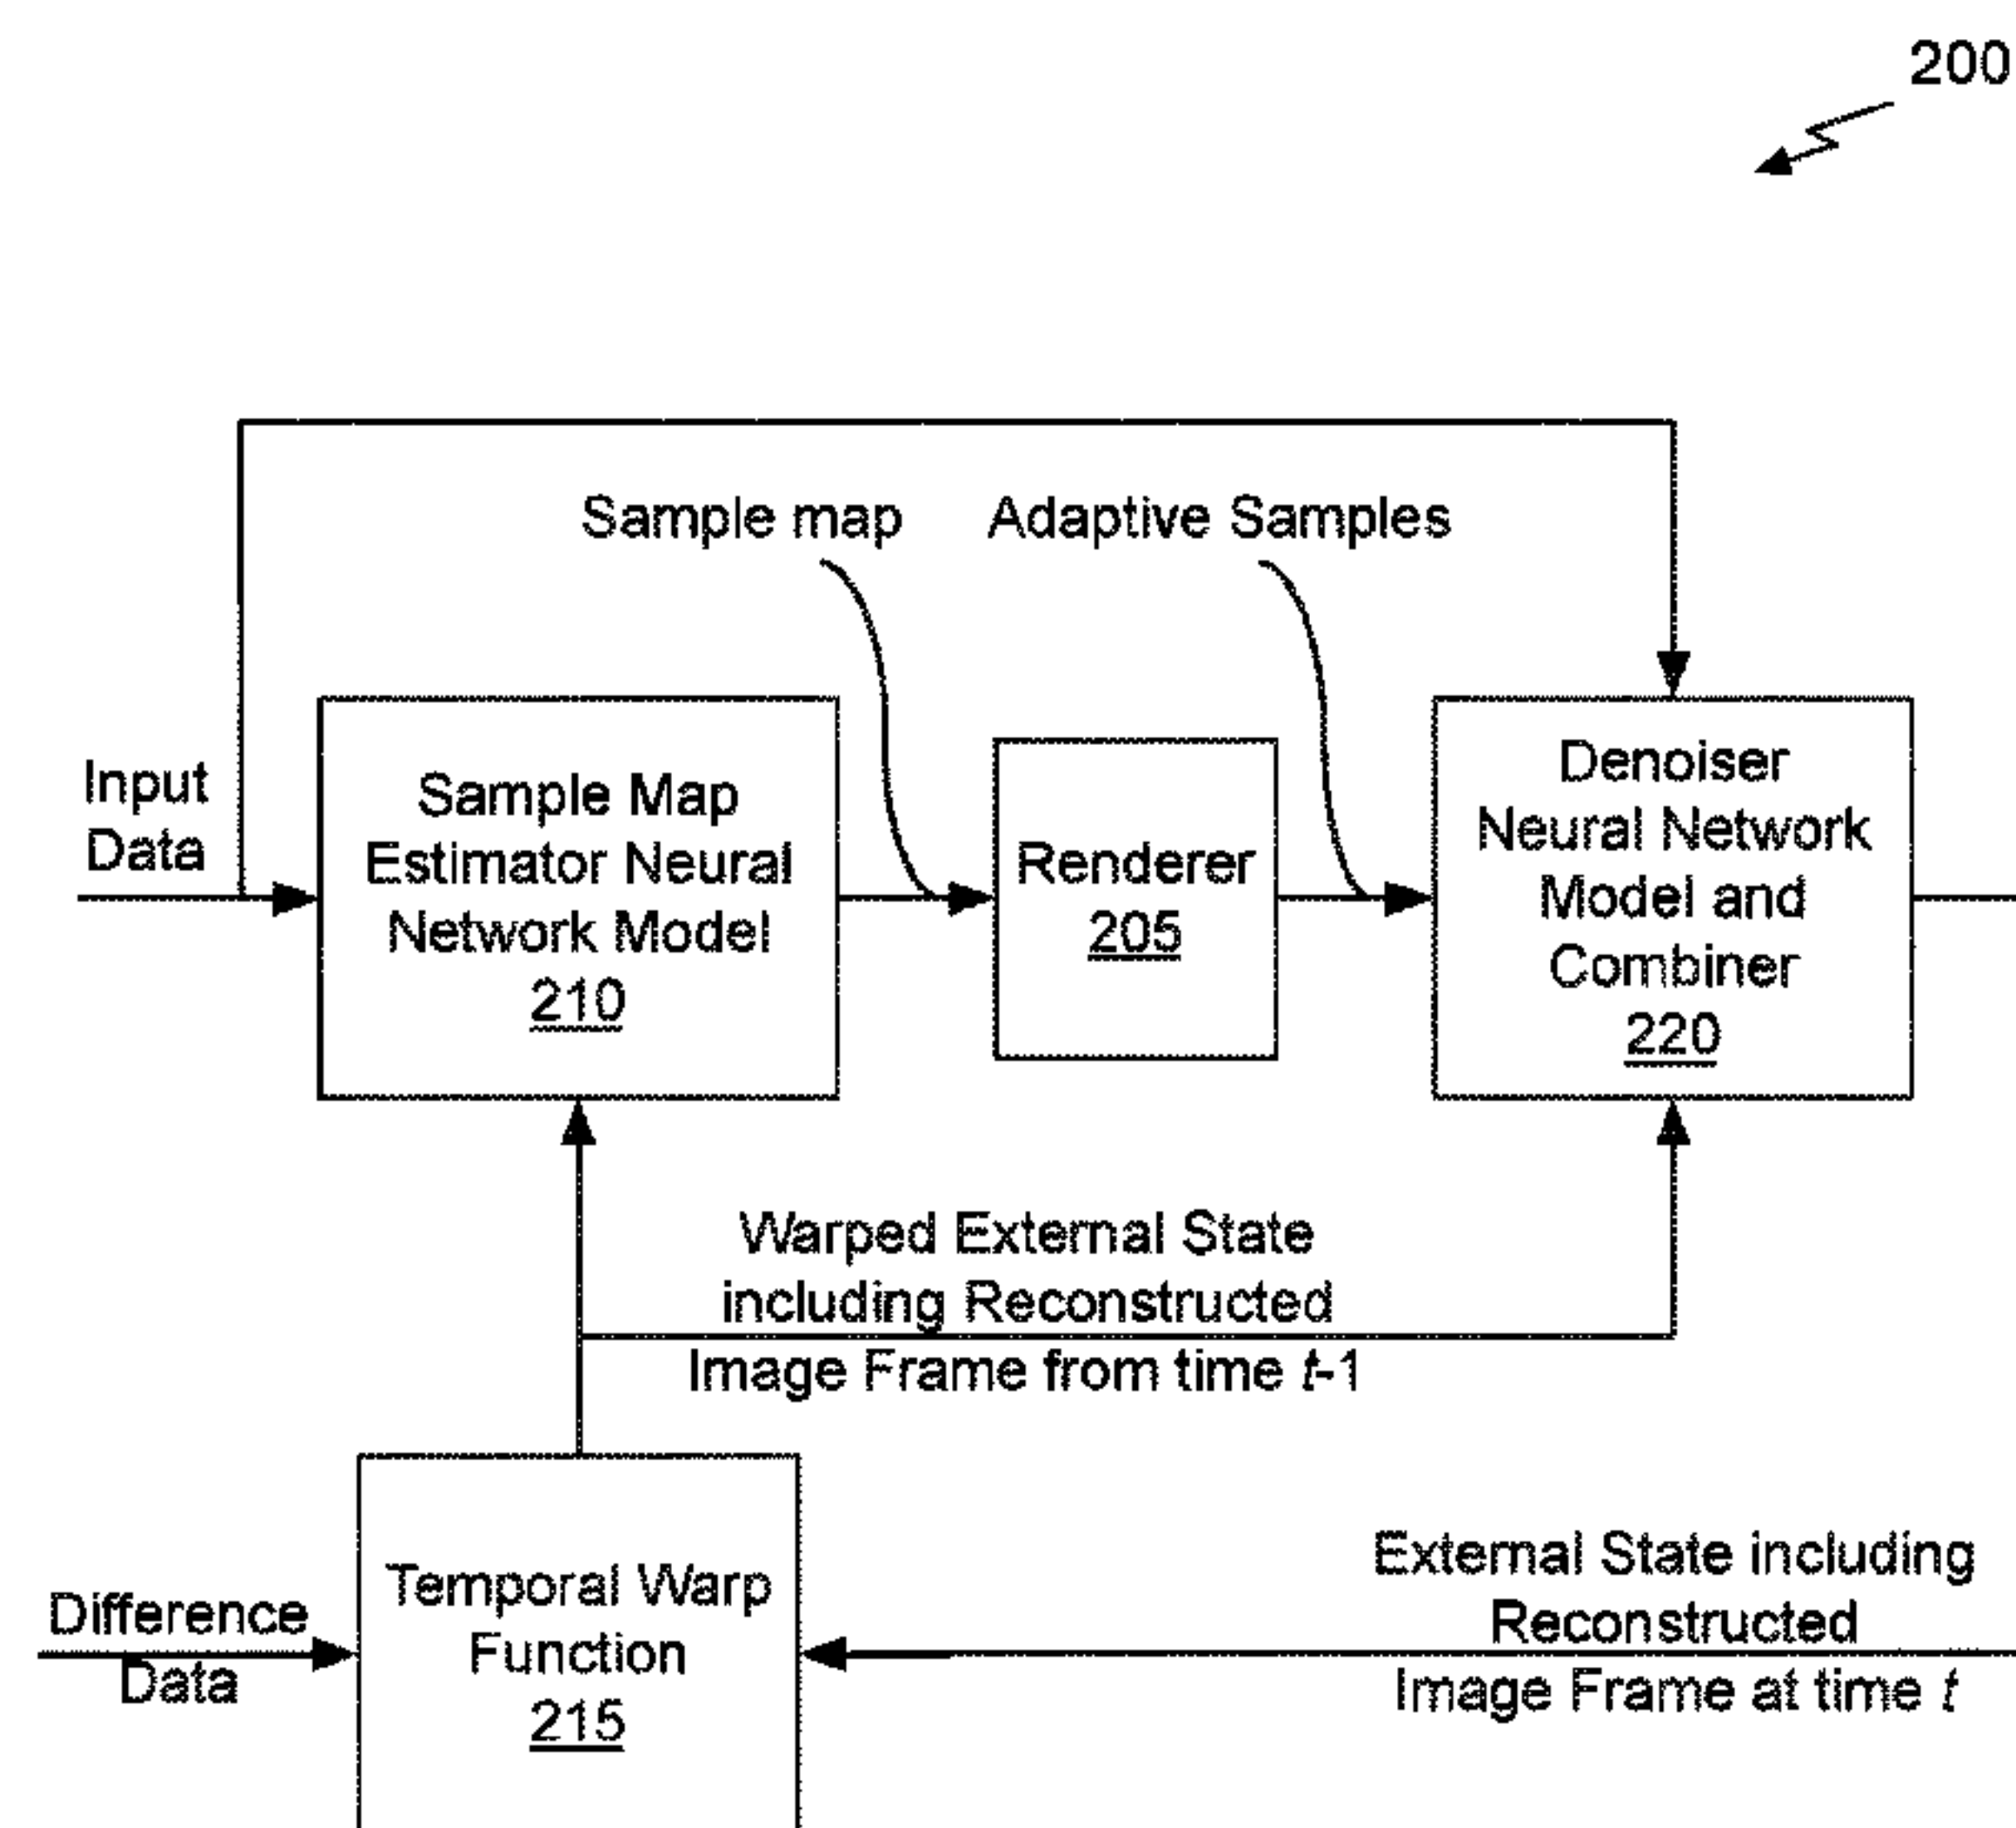 200
Sample map
Adaptive Samples
Input
Data
Sample Map
Estimator Neural
Network Model
210
Renderer
205
Denoiser
Neural Network
Model and
Combiner
220
Warped External State
including Reconstructed
Image Frame from time t-1
Difference
Data
Temporal Warp
Function
215
External State including
Reconstructed
Image Frame at time t